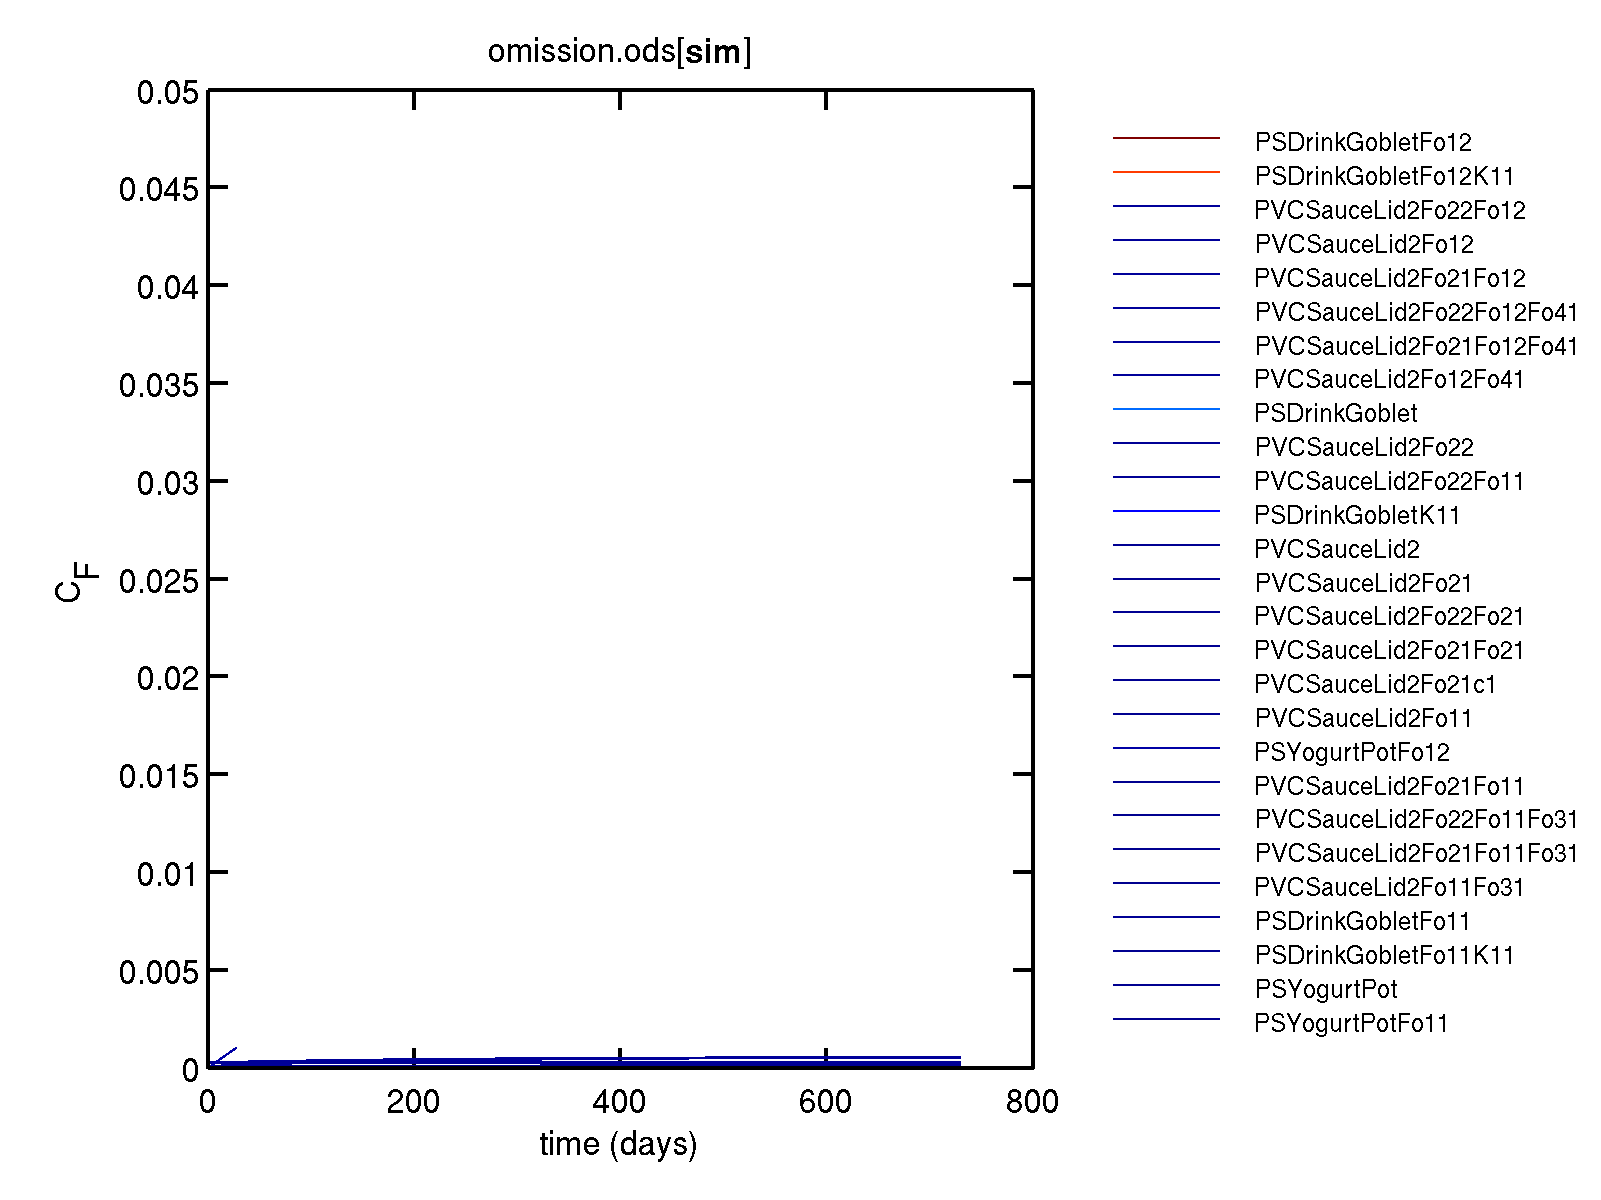 omission.ods[sim]
0.05
0.045
0.04
0.035
0.03
0.025
0.02
0.015
0.01
0.005
0
CF
0 200 400 600 800
time (days)
PSDrinkGobletFo12
PSDrinkGobletFo12K11
PVCSauceLid2Fo22Fo12
PVCSauceLid2Fo12
PVCSauceLid2Fo21Fo12
PVCSauceLid2Fo22Fo12Fo41
PVCSauceLid2Fo21Fo12Fo41
PVCSauceLid2Fo12Fo41
PSDrinkGoblet
PVCSauceLid2Fo22
PVCSauceLid2Fo22Fo11
PSDrinkGobletK11
PVCSauceLid2
PVCSauceLid2Fo21
PVCSauceLid2Fo22Fo21
PVCSauceLid2Fo21Fo21
PVCSauceLid2Fo21c1
PVCSauceLid2Fo11
PSYogurtPotFo12
PVCSauceLid2Fo21Fo11
PVCSauceLid2Fo22Fo11Fo31
PVCSauceLid2Fo21Fo11Fo31
PVCSauceLid2Fo11Fo31
PSDrinkGobletFo11
PSDrinkGobletFo11K11
PSYogurtPot
PSYogurtPotFo11